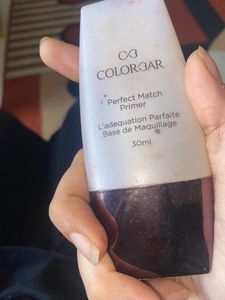 COLORBAR
Perfect Match
Primer
L'adequation Parfaite
Base de Maquillage
30ml